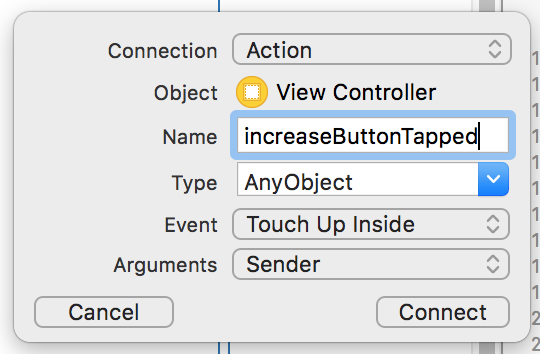 Connection Action
Object View Controller
Name increaseButtonTapped
Type AnyObject
Event Touch Up Inside
Arguments Sender
Cancel Connect